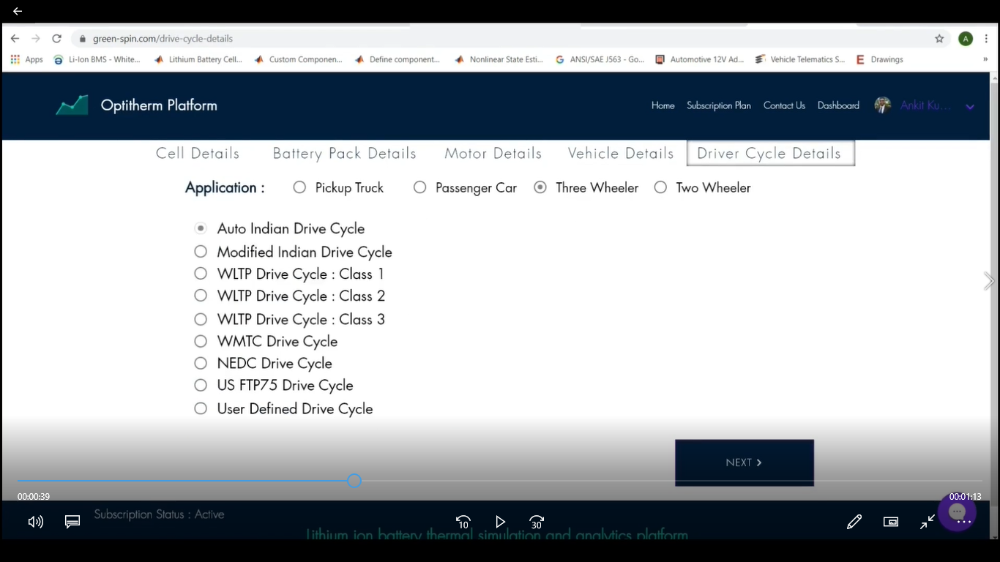 green-spin.com/drive-cycle-details
A
Apps Li-Ion BMS - White... Lithium Battery Cell... Custom Componen... Define component... Nonlinear State Esti... ANSI/SAE J563 - Go... Automotive 12V Ad... Vehicle Telematics S... Drawings »
Optitherm Platform
Home Subscription Plan Contact Us Dashboard Ankit Ku...
Cell Details Battery Pack Details Motor Details Vehicle Details Driver Cycle Details
Application : Pickup Truck Passenger Car Three Wheeler Two Wheeler
Auto Indian Drive Cycle
Modified Indian Drive Cycle
WLTP Drive Cycle : Class 1
WLTP Drive Cycle : Class 2
WLTP Drive Cycle : Class 3
WMTC Drive Cycle
NEDC Drive Cycle
US FTP75 Drive Cycle
User Defined Drive Cycle
NEXT >
00:00:39 00:01:13
Subscription Status : Active
10 30
Lithium ion battery thermal simulation and analytics platform